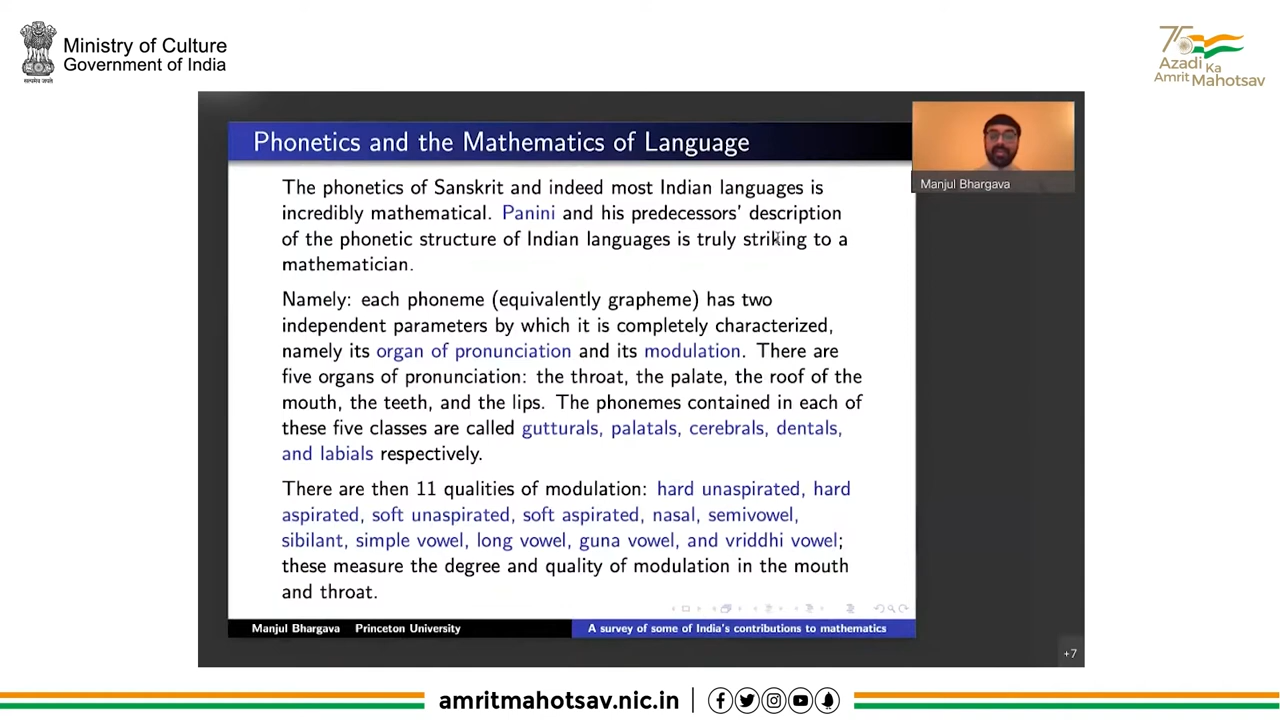 Ministry of Culture
Government of India
सत्यमेव जयते
75
Azadi Ka
Amrit Mahotsav
Phonetics and the Mathematics of Language
Manjul Bhargava
The phonetics of Sanskrit and indeed most Indian languages is
incredibly mathematical. Panini and his predecessors' description
of the phonetic structure of Indian languages is truly striking to a
mathematician.
Namely: each phoneme (equivalently grapheme) has two
independent parameters by which it is completely characterized,
namely its organ of pronunciation and its modulation. There are
five organs of pronunciation: the throat, the palate, the roof of the
mouth, the teeth, and the lips. The phonemes contained in each of
these five classes are called gutturals, palatals, cerebrals, dentals,
and labials respectively.
There are then 11 qualities of modulation: hard unaspirated, hard
aspirated, soft unaspirated, soft aspirated, nasal, semivowel,
sibilant, simple vowel, long vowel, guna vowel, and vriddhi vowel;
these measure the degree and quality of modulation in the mouth
and throat.
Manjul Bhargava Princeton University A survey of some of India's contributions to mathematics
+7
amritmahotsav.nic.in